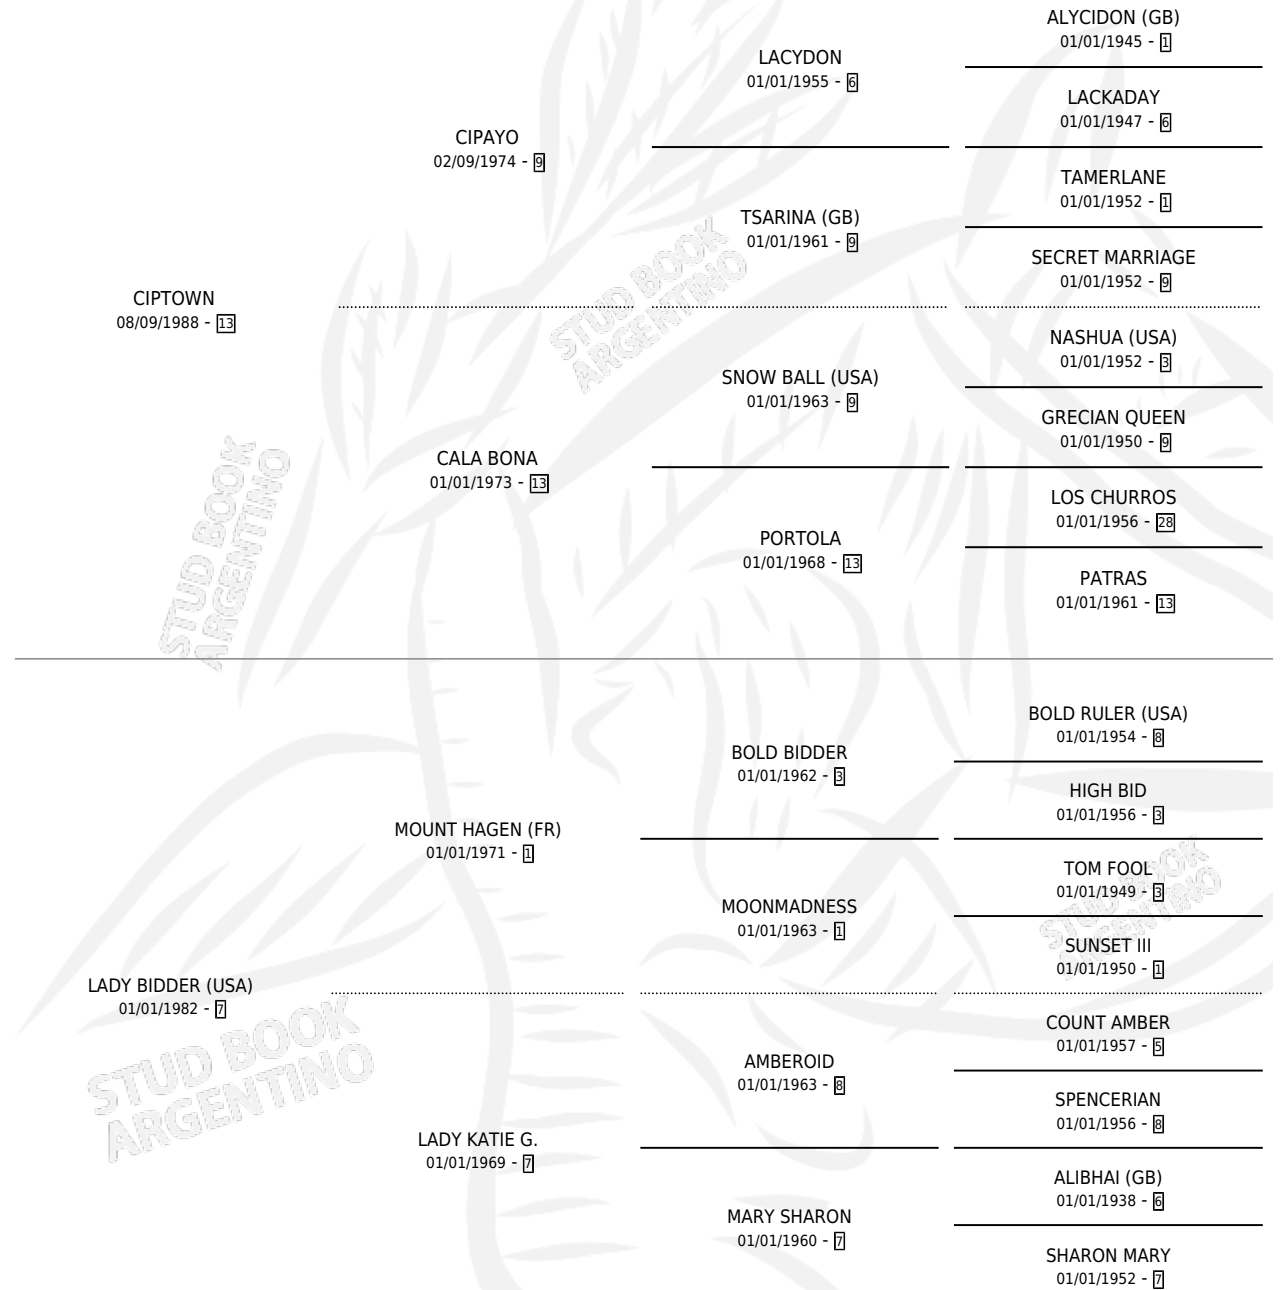 ALYCIDON (GB)
01/01/1945 - 1
LACYDON
01/01/1955 - 6
LACKADAY
01/01/1947 - 6
CIPAYO
02/09/1974 - 9
TAMERLANE
01/01/1952 - 1
TSARINA (GB)
01/01/1961 - 9
SECRET MARRIAGE
01/01/1952 - 9
CIPTOWN
08/09/1988 - 13
STUD BOOK
ARGENTINO
NASHUA (USA)
01/01/1952 - 3
SNOW BALL (USA)
01/01/1963 - 9
GRECIAN QUEEN
01/01/1950 - 9
CALA BONA
01/01/1973 - 13
LOS CHURROS
01/01/1956 - 28
PORTOLA
01/01/1968 - 13
PATRAS
01/01/1961 - 13
STUD BOOK
ARGENTINO
BOLD RULER (USA)
01/01/1954 - 8
BOLD BIDDER
01/01/1962 - 3
HIGH BID
01/01/1956 - 3
MOUNT HAGEN (FR)
01/01/1971 - 1
TOM FOOL
01/01/1949 - 3
MOONMADNESS
01/01/1963 - 1
STUD BOOK
ARGENTINO
SUNSET III
01/01/1950 - 1
LADY BIDDER (USA)
01/01/1982 - 7
STUD BOOK
ARGENTINO
COUNT AMBER
01/01/1957 - 5
AMBEROID
01/01/1963 - 8
SPENCERIAN
01/01/1956 - 8
LADY KATIE G.
01/01/1969 - 7
ALIBHAI (GB)
01/01/1938 - 6
MARY SHARON
01/01/1960 - 7
SHARON MARY
01/01/1952 - 7